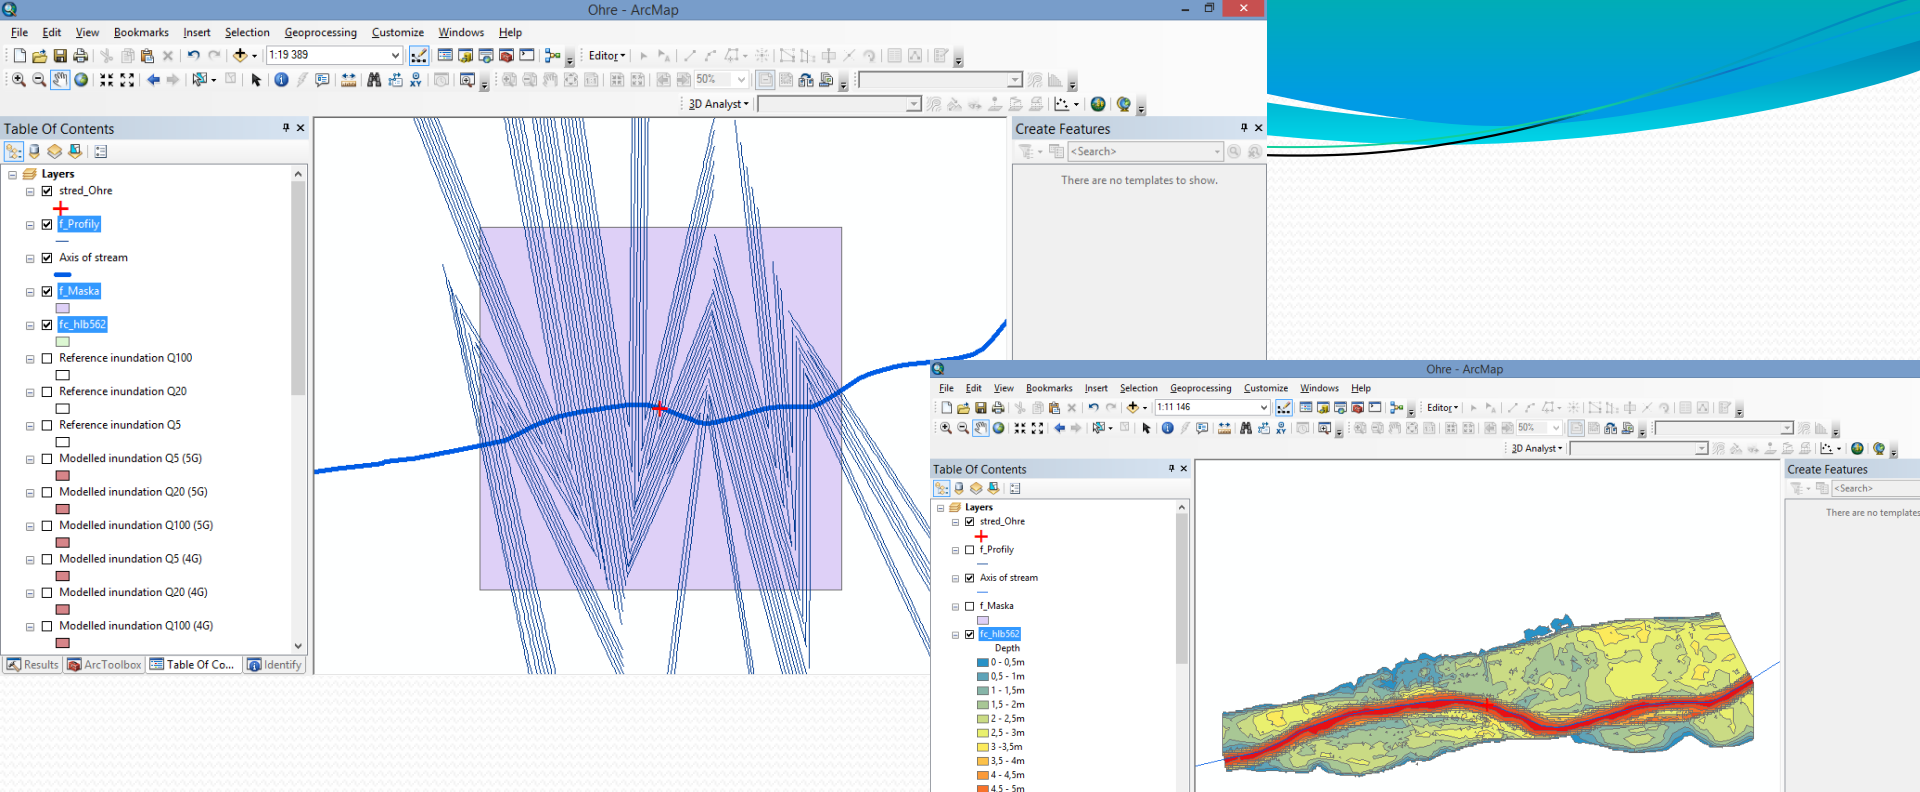 Ohre - ArcMap
File Edit View Bookmarks Insert Selection Geoprocessing Customize Windows Help
1:19 389
Editor
50%
3D Analyst
Table Of Contents
Layers
stred_Ohre
f_Profily
Axis of stream
f_Maska
fc_hlb562
Reference inundation Q100
Reference inundation Q20
Reference inundation Q5
Modelled inundation Q5 (5G)
Modelled inundation Q20 (5G)
Modelled inundation Q100 (5G)
Modelled inundation Q5 (4G)
Modelled inundation Q20 (4G)
Modelled inundation Q100 (4G)
Results ArcToolbox Table Of Co... Identify
Create Features
<Search>
There are no templates to show.
Ohre - ArcMap
File Edit View Bookmarks Insert Selection Geoprocessing Customize Windows Help
1:11 146
Editor
50%
3D Analyst
Table Of Contents
Layers
stred_Ohre
f_Profily
Axis of stream
f_Maska
fc_hlb562
Depth
0 - 0,5m
0,5 - 1m
1 - 1,5m
1,5 - 2m
2 - 2,5m
2,5 - 3m
3 -3,5m
3,5 - 4m
4 - 4,5m
4,5 - 5m
Create Features
<Search>
There are no templates